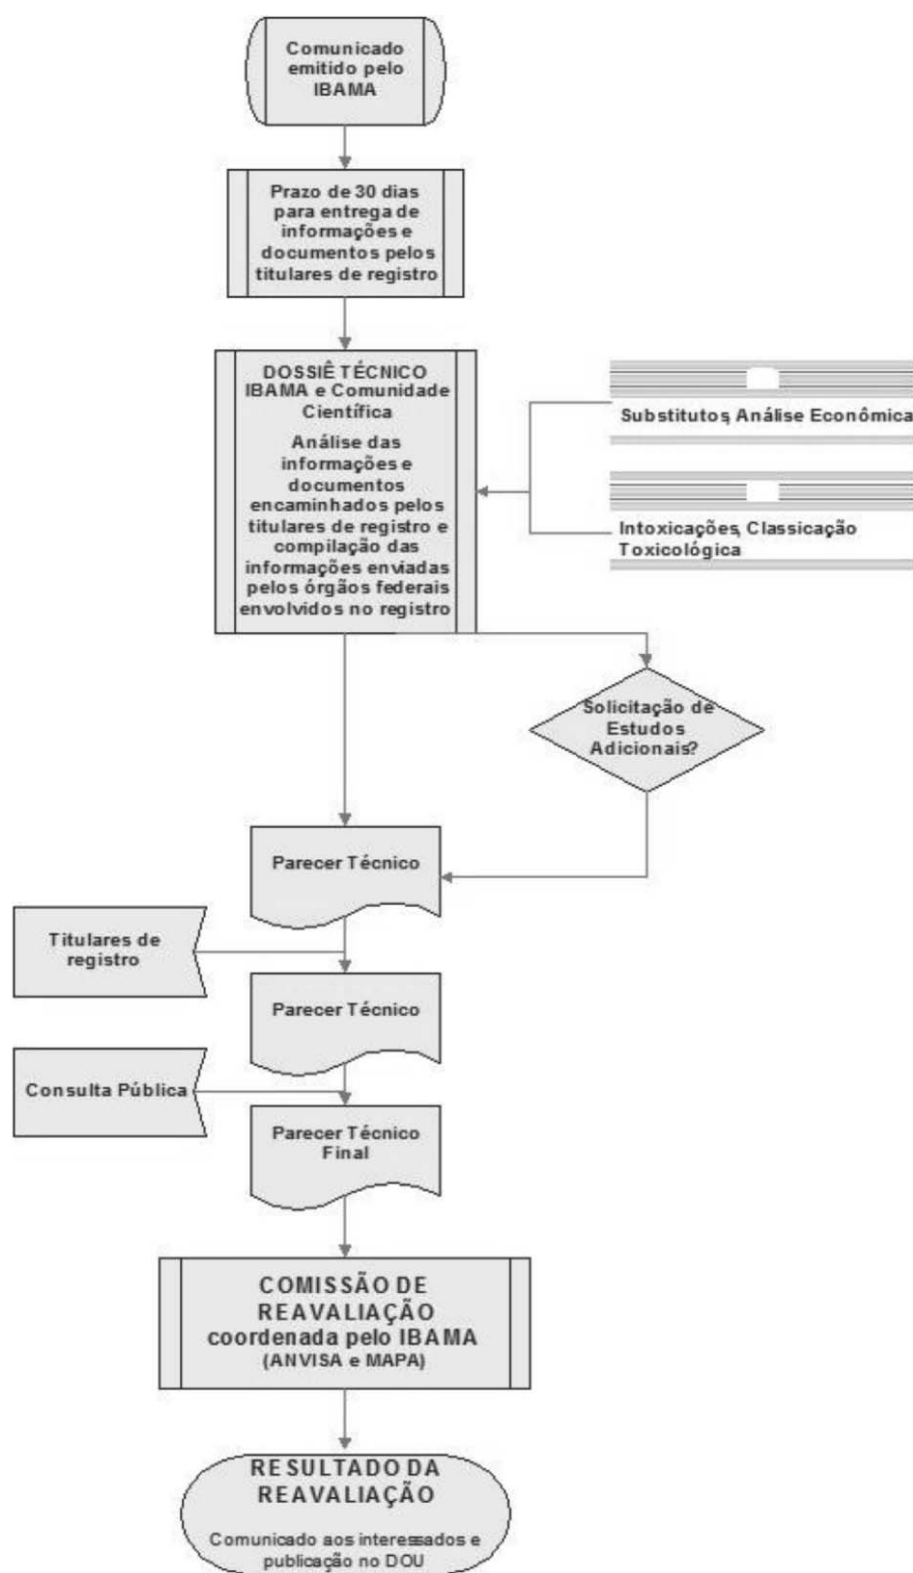 Comunicado
emitido pelo
IBAMA
Prazo de 30 dias
para entrega de
informações e
documentos pelos
titulares de registro
DOSSIÊ TÉCNICO
IBAMA e Comunidade
Científica
Análise das
informações e
documentos
encaminhados pelos
titulares de registro e
compilação das
informações enviadas
pelos órgãos federais
envolvidos no registro
Substitutos, Análise Econômica
Intoxicações, Classicação
Toxicológica
Solicitação de
Estudos
Adicionais?
Parecer Técnico
Titulares de
registro
Parecer Técnico
Consulta Pública
Parecer Técnico
Final
COMISSÃO DE
REAVALIAÇÃO
coordenada pelo IBAMA
(ANVISA e MAPA)
RESULTADO DA
REAVALIAÇÃO
Comunicado aos interessados e
publicação no DOU